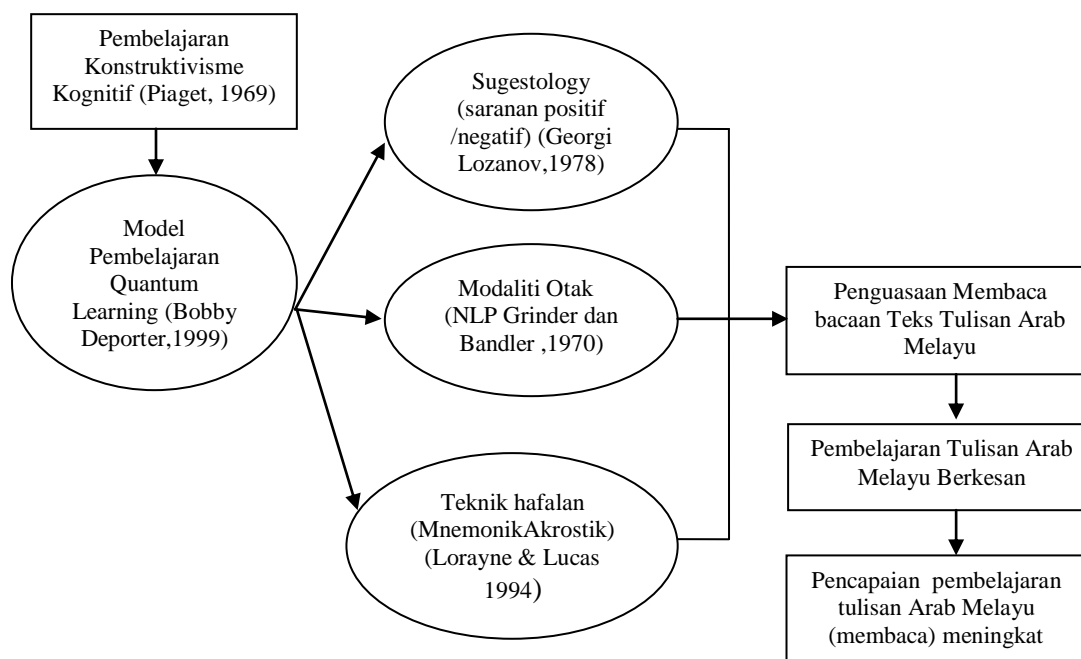 Pembelajaran
Konstruktivisme
Kognitif (Piaget, 1969)
Model
Pembelajaran
Quantum
Learning (Bobby
Deporter,1999)
Sugestology
(saranan positif
/negatif) (Georgi
Lozanov,1978)
Modaliti Otak
(NLP Grinder dan
Bandler ,1970)
Teknik hafalan
(MnemonikAkrostik)
(Lorayne & Lucas
1994)
Penguasaan Membaca
bacaan Teks Tulisan Arab
Melayu
Pembelajaran Tulisan Arab
Melayu Berkesan
Pencapaian pembelajaran
tulisan Arab Melayu
(membaca) meningkat